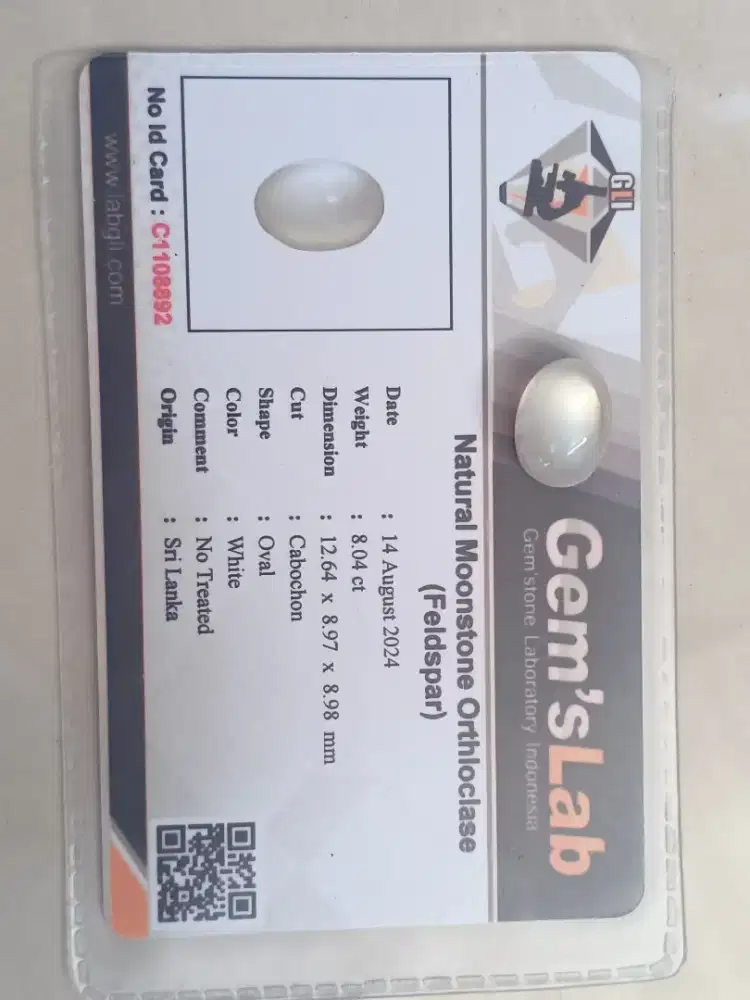 GLI
Gem'sLab
Gem'stone Laboratory Indonesia
Natural Moonstone Orthloclase
(Feldspar)
Date : 14 August 2024
Weight : 8.04 ct
Dimension : 12.64 x 8.97 x 8.98 mm
Cut : Cabochon
Shape : Oval
Color : White
Comment : No Treated
Origin : Sri Lanka
No Id Card : C1108892
www.labgli.com